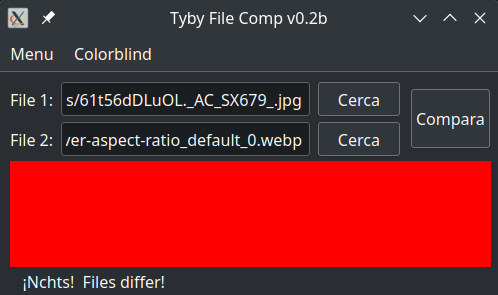 Tyby File Comp v0.2b
Menu Colorblind
File 1: s/61t56dDLuOL._AC_SX679_.jpg Cerca
Compara
File 2: ver-aspect-ratio_default_0.webp Cerca
¡Nchts! Files differ!